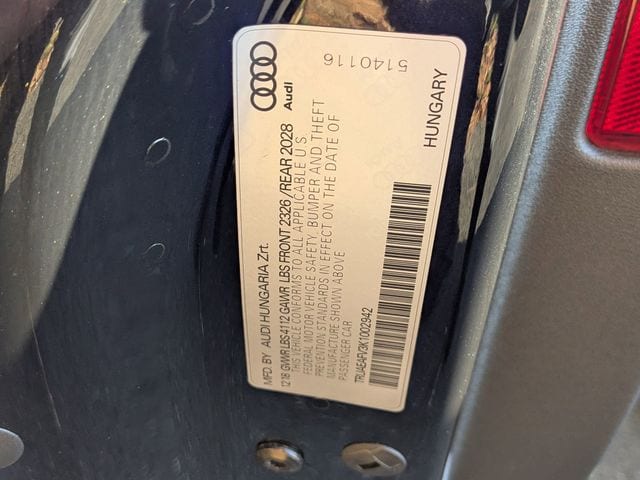 Audi
5140116
MFD. BY AUDI HUNGARIA Zrt.
12 18 GVWR LBS 4112 GAWR LBS FRONT 2326 /REAR 2028
THIS VEHICLE CONFORMS TO ALL APPLICABLE U.S.
FEDERAL MOTOR VEHICLE SAFETY, BUMPER AND THEFT
PREVENTION STANDARDS IN EFFECT ON THE DATE OF
MANUFACTURE SHOWN ABOVE
PASSENGER CAR
TRUAEAFV3K1002942
HUNGARY